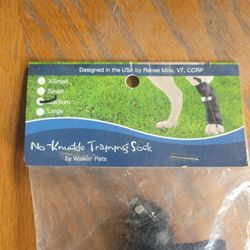 Designed in the USA by Renee Mills, VT, CCRP
XSmall
Small
Medium
Large
No Knuckle Training Sock
by Walkin' Pets